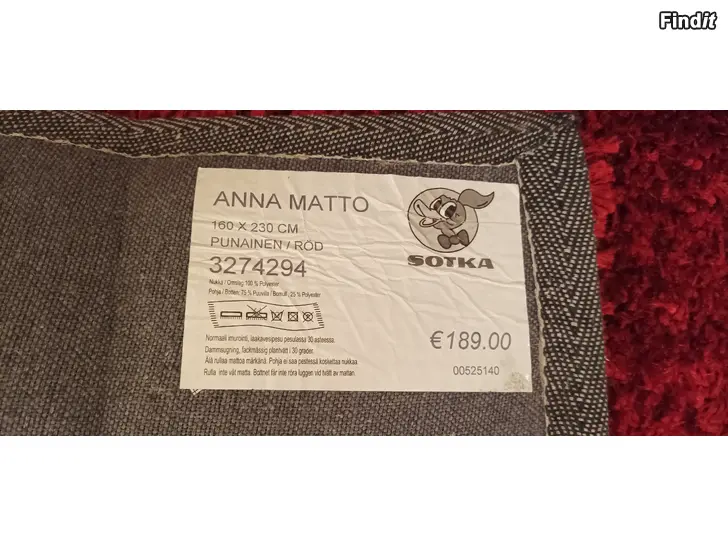 Findit
ANNA MATTO
160 X 230 CM
PUNAINEN / RÖD
3274294
SOTKA
Nukka / Ovrislag 100 % Polyesteri
Pohja / Botten: 75 % Puuvilla / Bomull, 25 % Polyester
Normaali imurointi, laakavesipesu pesulassa 30 asteessa.
Dammsugning, fackmässig plantvätt i 30 grader.
Älä rullaa mattoa märkänä. Pohja ei saa pestessä koskettaa nukkaa.
Rulla inte våt matta. Bottnet får inte röra luggen vid tvätt av mattan.
€189.00
00525140